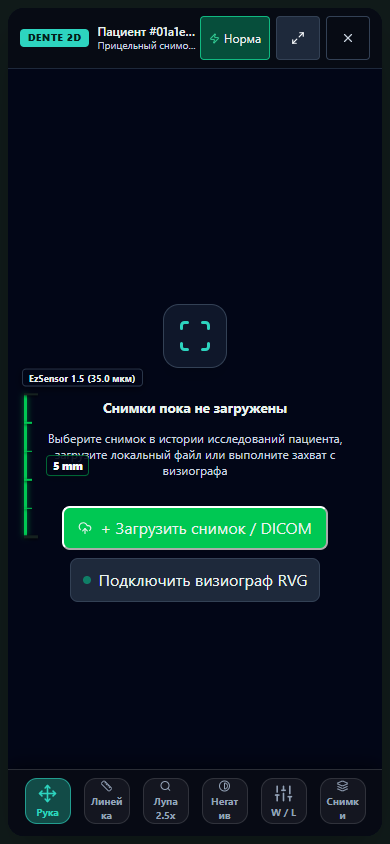 DENTE 2D
Пациент #01a1e...
Прицельный снимо...
Норма
EzSensor 1.5 (35.0 мкм)
Снимки пока не загружены
Выберите снимок в истории исследований пациента,
загрузите локальный файл или выполните захват с
визиографа
5 mm
+ Загрузить снимок / DICOM
Подключить визиограф RVG
Рука
Линей
ка
Лупа
2.5x
Негат
ив
W / L
Снимк
и